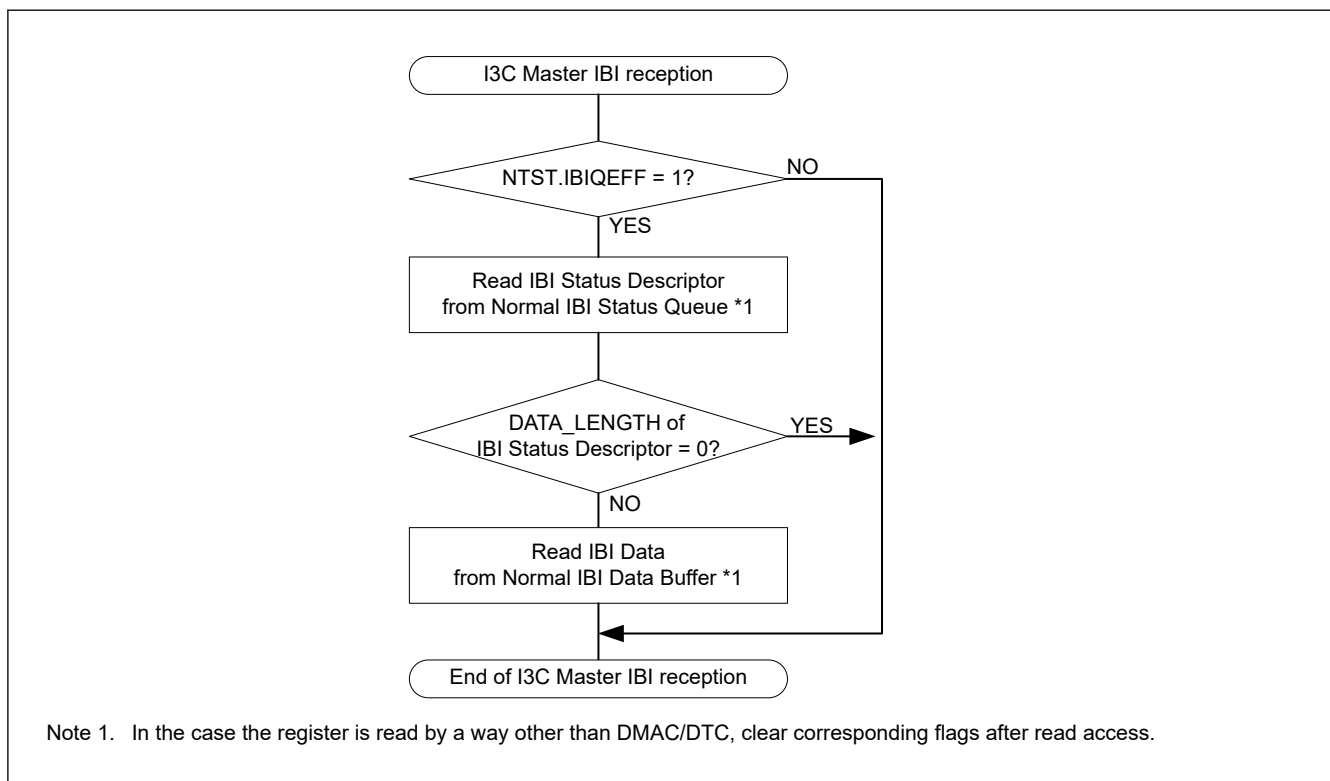 I3C Master IBI reception
NTST.IBIQEFF = 1?
NO
YES
Read IBI Status Descriptor
from Normal IBI Status Queue *1
DATA_LENGTH of
IBI Status Descriptor = 0?
YES
NO
Read IBI Data
from Normal IBI Data Buffer *1
End of I3C Master IBI reception
Note 1. In the case the register is read by a way other than DMAC/DTC, clear corresponding flags after read access.